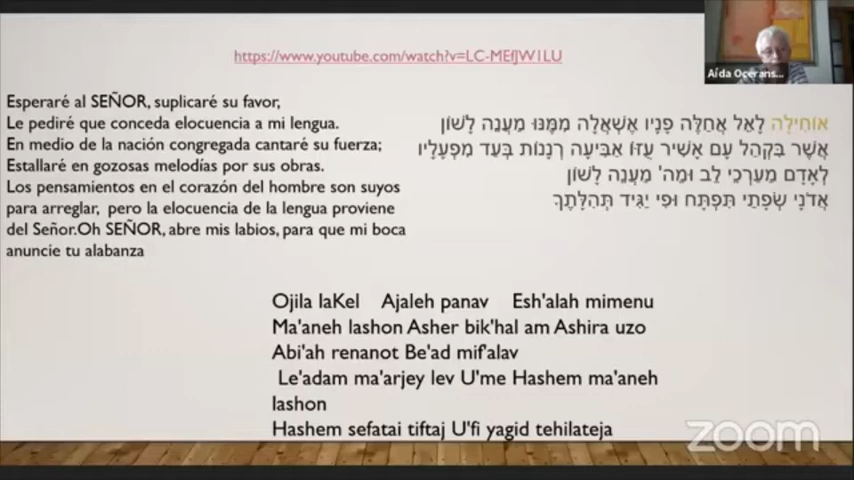 https://www.youtube.com/watch?v=LC-MEfJW1LU
Aída OCerans...
Esperaré al SEÑOR, suplicaré su favor,
Le pediré que conceda elocuencia a mi lengua.
En medio de la nación congregada cantaré su fuerza;
Estallaré en gozosas melodías por sus obras.
Los pensamientos en el corazón del hombre son suyos
para arreglar, pero la elocuencia de la lengua proviene
del Señor.Oh SEÑOR, abre mis labios, para que mi boca
anuncie tu alabanza
אוֹחִילָה לָאֵל אֲחַלֶּה פָנָיו אֶשְׁאֲלָה מִמֶּנּוּ מַעֲנֵה לָשׁוֹן
אֲשֶׁר בִּקְהַל עָם אָשִׁיר עֻזּוֹ אַבִּיעָה רְנָנוֹת בְּעַד מִפְעָלָיו
לְאָדָם מַעַרְכֵי לֵב וּמֵה' מַעֲנֵה לָשׁוֹן
אֲדֹנָי שְׂפָתַי תִּפְתָּח וּפִי יַגִּיד תְּהִלָּתֶךָ
Ojila laKel Ajaleh panav Esh'alah mimenu
Ma'aneh lashon Asher bik'hal am Ashira uzo
Abi'ah renanot Be'ad mif'alav
Le'adam ma'arjey lev U'me Hashem ma'aneh
lashon
Hashem sefatai tiftaj U'fi yagid tehilateja
zoom